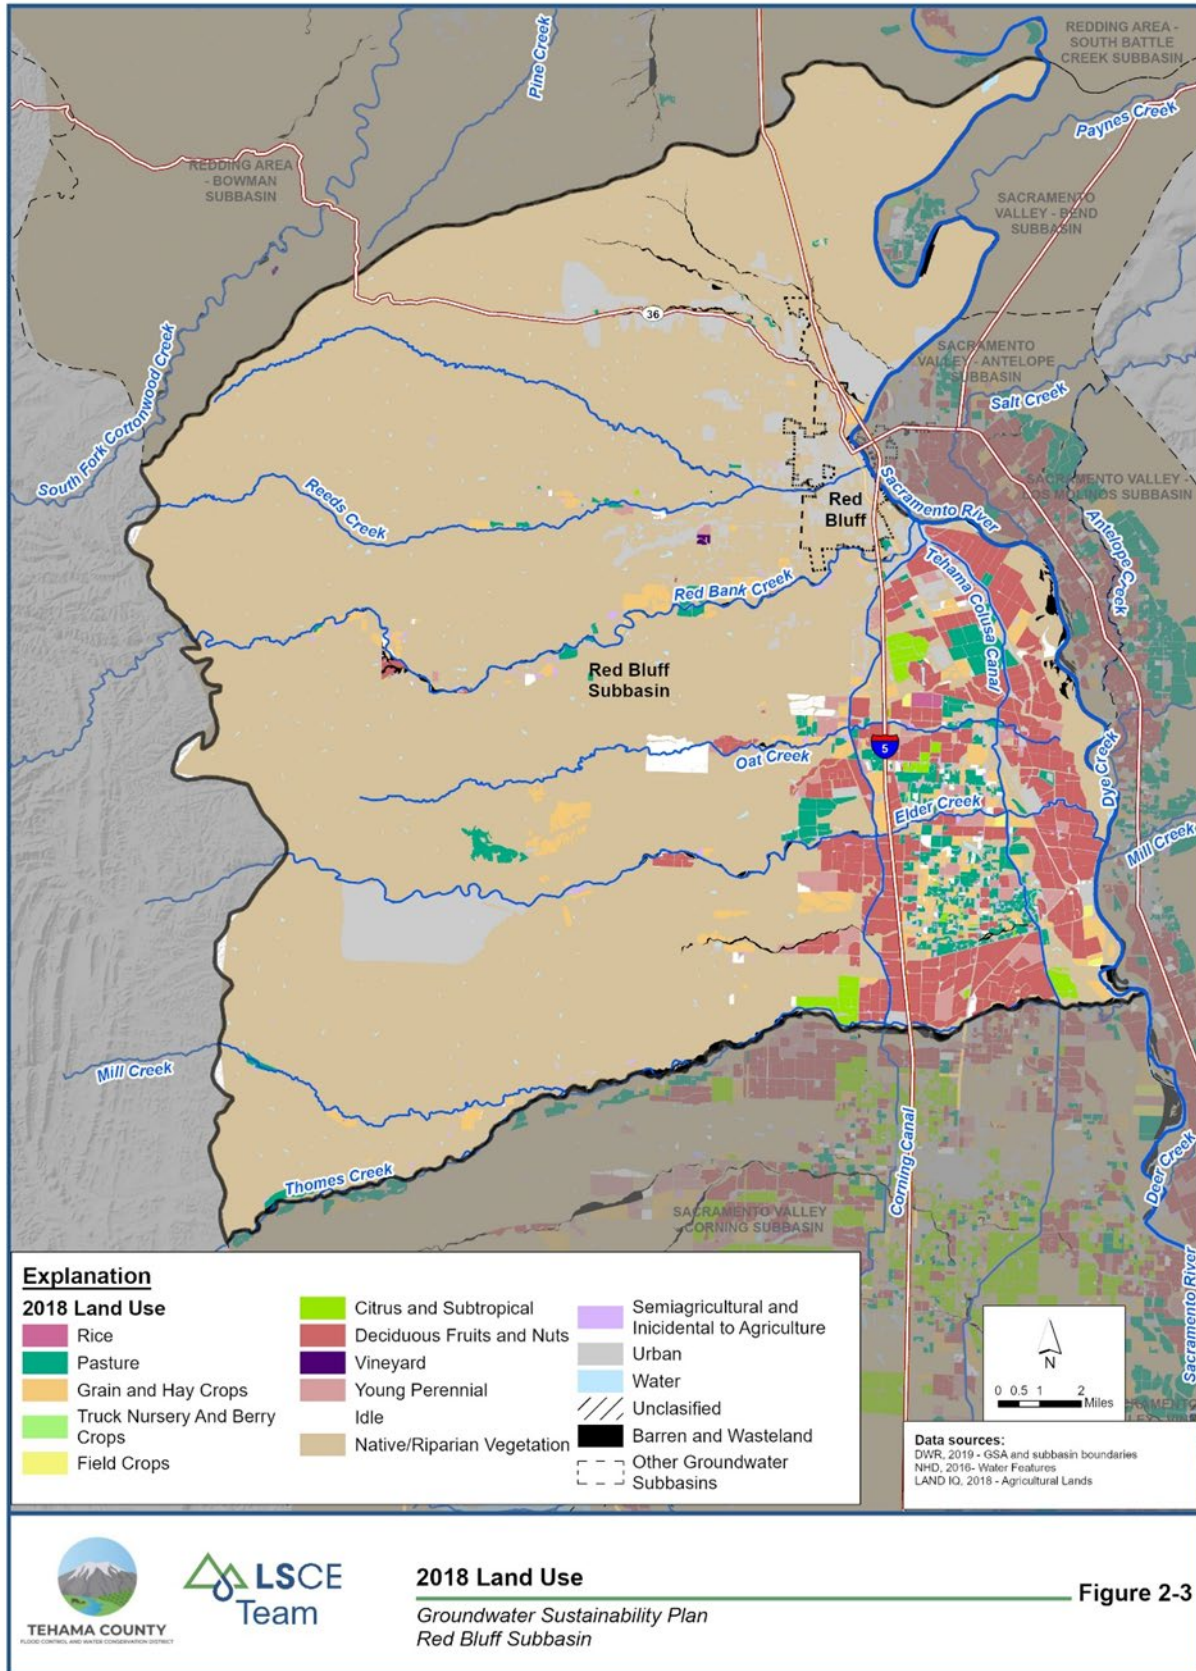 REDDING AREA -
SOUTH BATTLE
CREEK SUBBASIN
Pine Creek
Paynes Creek
REDDING AREA
- BOWMAN
SUBBASIN
SACRAMENTO
VALLEY - BEND
SUBBASIN
36
South Fork Cottonwood Creek
SACRAMENTO
VALLEY - ANTELOPE
SUBBASIN
Salt Creek
Reeds Creek
SACRAMENTO VALLEY -
LOS MOLINOS SUBBASIN
Red
Bluff
Sacramento River
Antelope Creek
Tehama Colusa Canal
Red Bank Creek
Red Bluff
Subbasin
5
Oat Creek
Dye Creek
Elder Creek
Mill Creek
Mill Creek
Thomes Creek
Corning Canal
Deer Creek
SACRAMENTO VALLEY
- CORNING SUBBASIN
Sacramento River
Explanation
2018 Land Use
Rice
Pasture
Grain and Hay Crops
Truck Nursery And Berry
Crops
Field Crops
Citrus and Subtropical
Deciduous Fruits and Nuts
Vineyard
Young Perennial
Idle
Native/Riparian Vegetation
Semiagricultural and
Inicidental to Agriculture
Urban
Water
Unclasified
Barren and Wasteland
Other Groundwater
Subbasins
N
0 0.5 1 2
Miles
Data sources:
DWR, 2019 - GSA and subbasin boundaries
NHD, 2016- Water Features
LAND IQ, 2018 - Agricultural Lands
TEHAMA COUNTY
FLOOD CONTROL AND WATER CONSERVATION DISTRICT
LSCE
Team
2018 Land Use
Groundwater Sustainability Plan
Red Bluff Subbasin
Figure 2-3